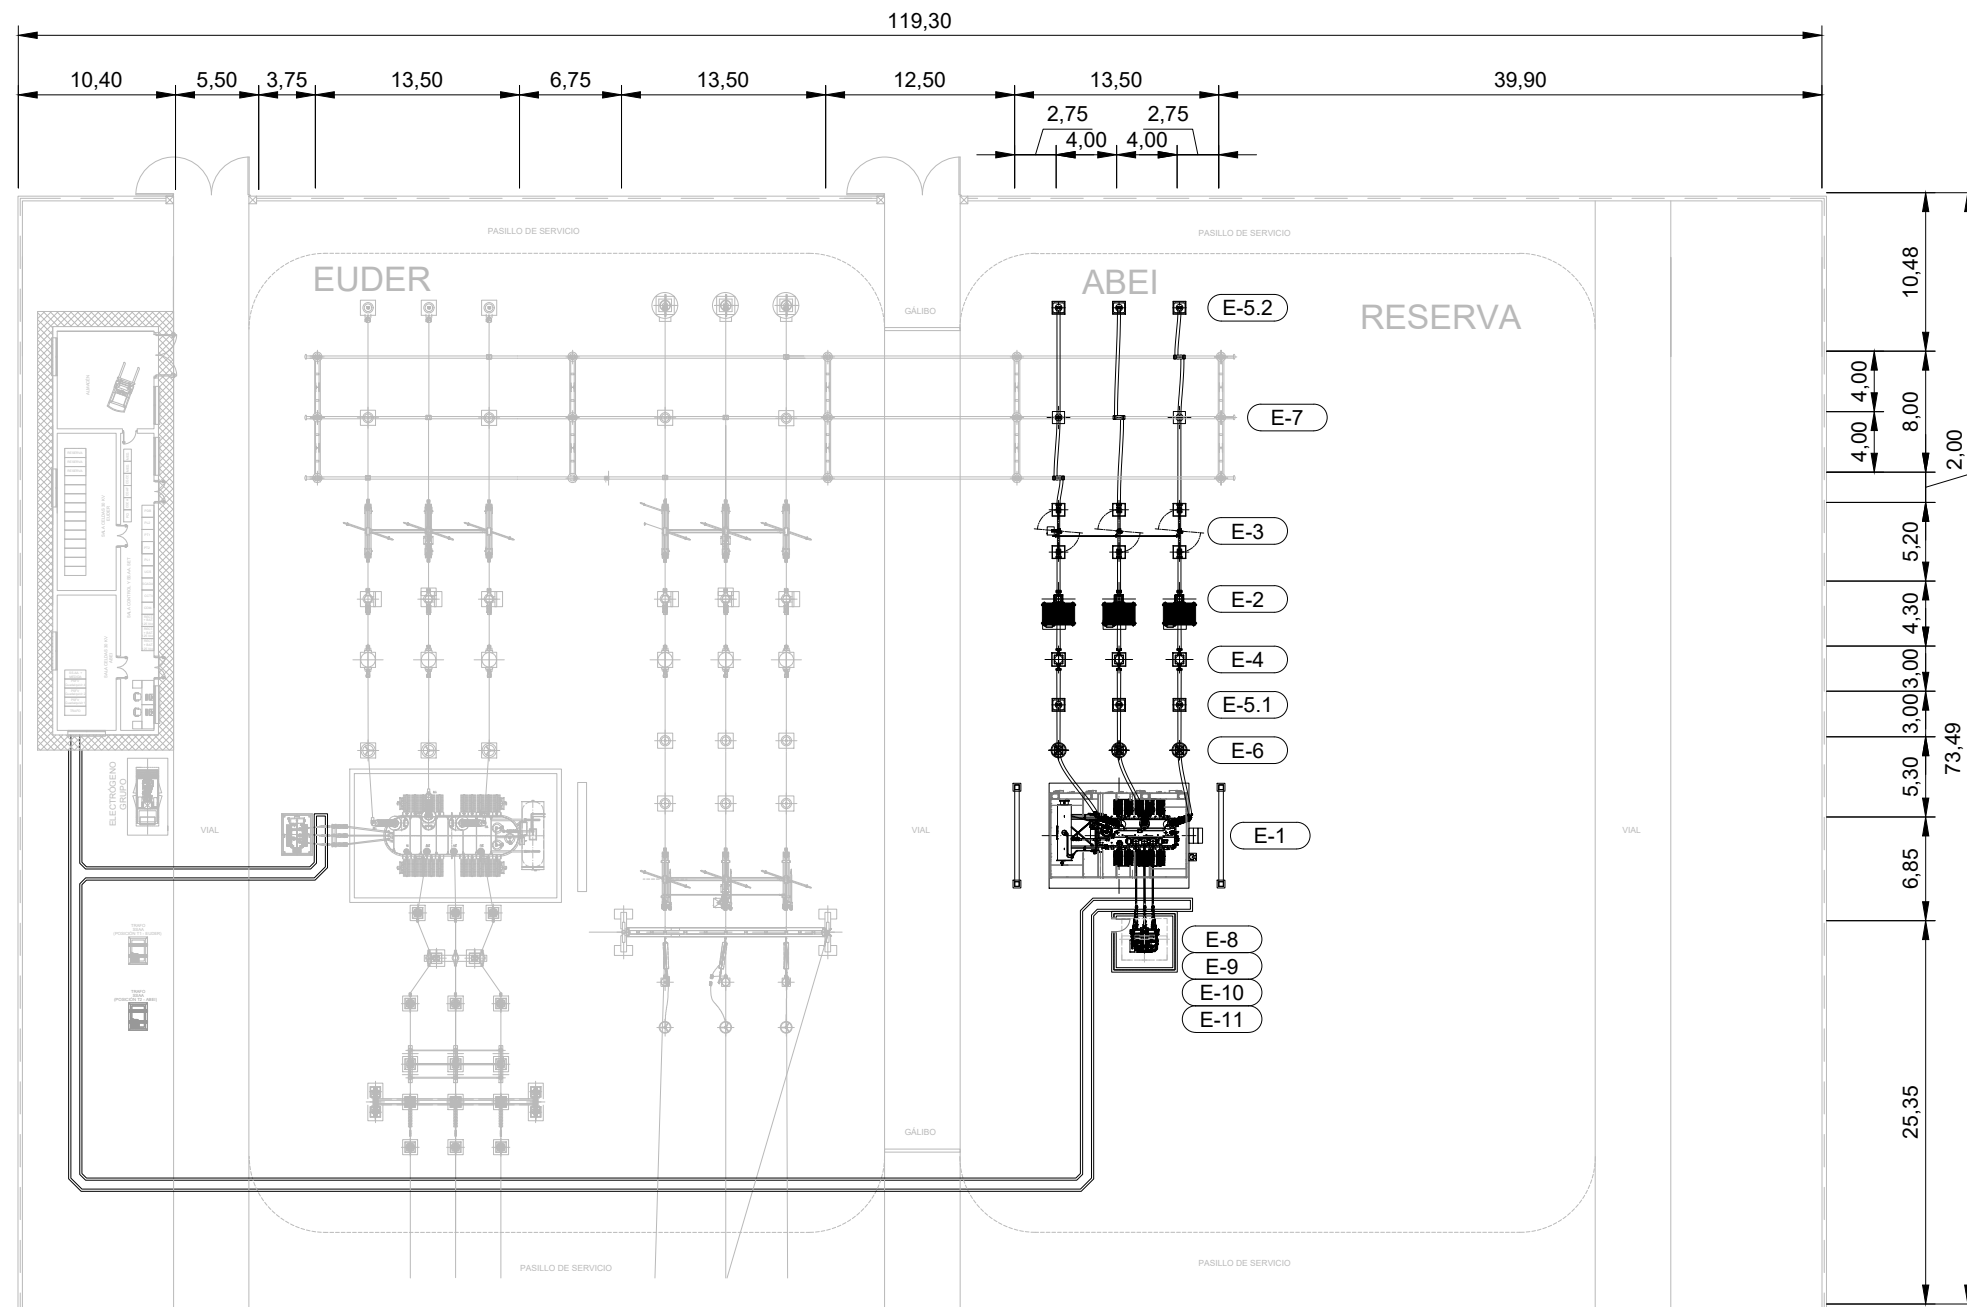 119,30
10,40
5,50
3,75
13,50
6,75
13,50
12,50
13,50
39,90
2,75
2,75
4,00
4,00
PASILLO DE SERVICIO
PASILLO DE SERVICIO
EUDER
ABEI
RESERVA
GÁLIBO
E-5.2
E-7
E-3
E-2
E-4
E-5.1
E-6
E-1
E-8
E-9
E-10
E-11
10,48
4,00
8,00
4,00
2,00
5,20
4,30
3,00
3,00
73,49
5,30
6,85
25,35
ELECTRÓGENO
GRUPO
VIAL
VIAL
VIAL
GÁLIBO
PASILLO DE SERVICIO
PASILLO DE SERVICIO